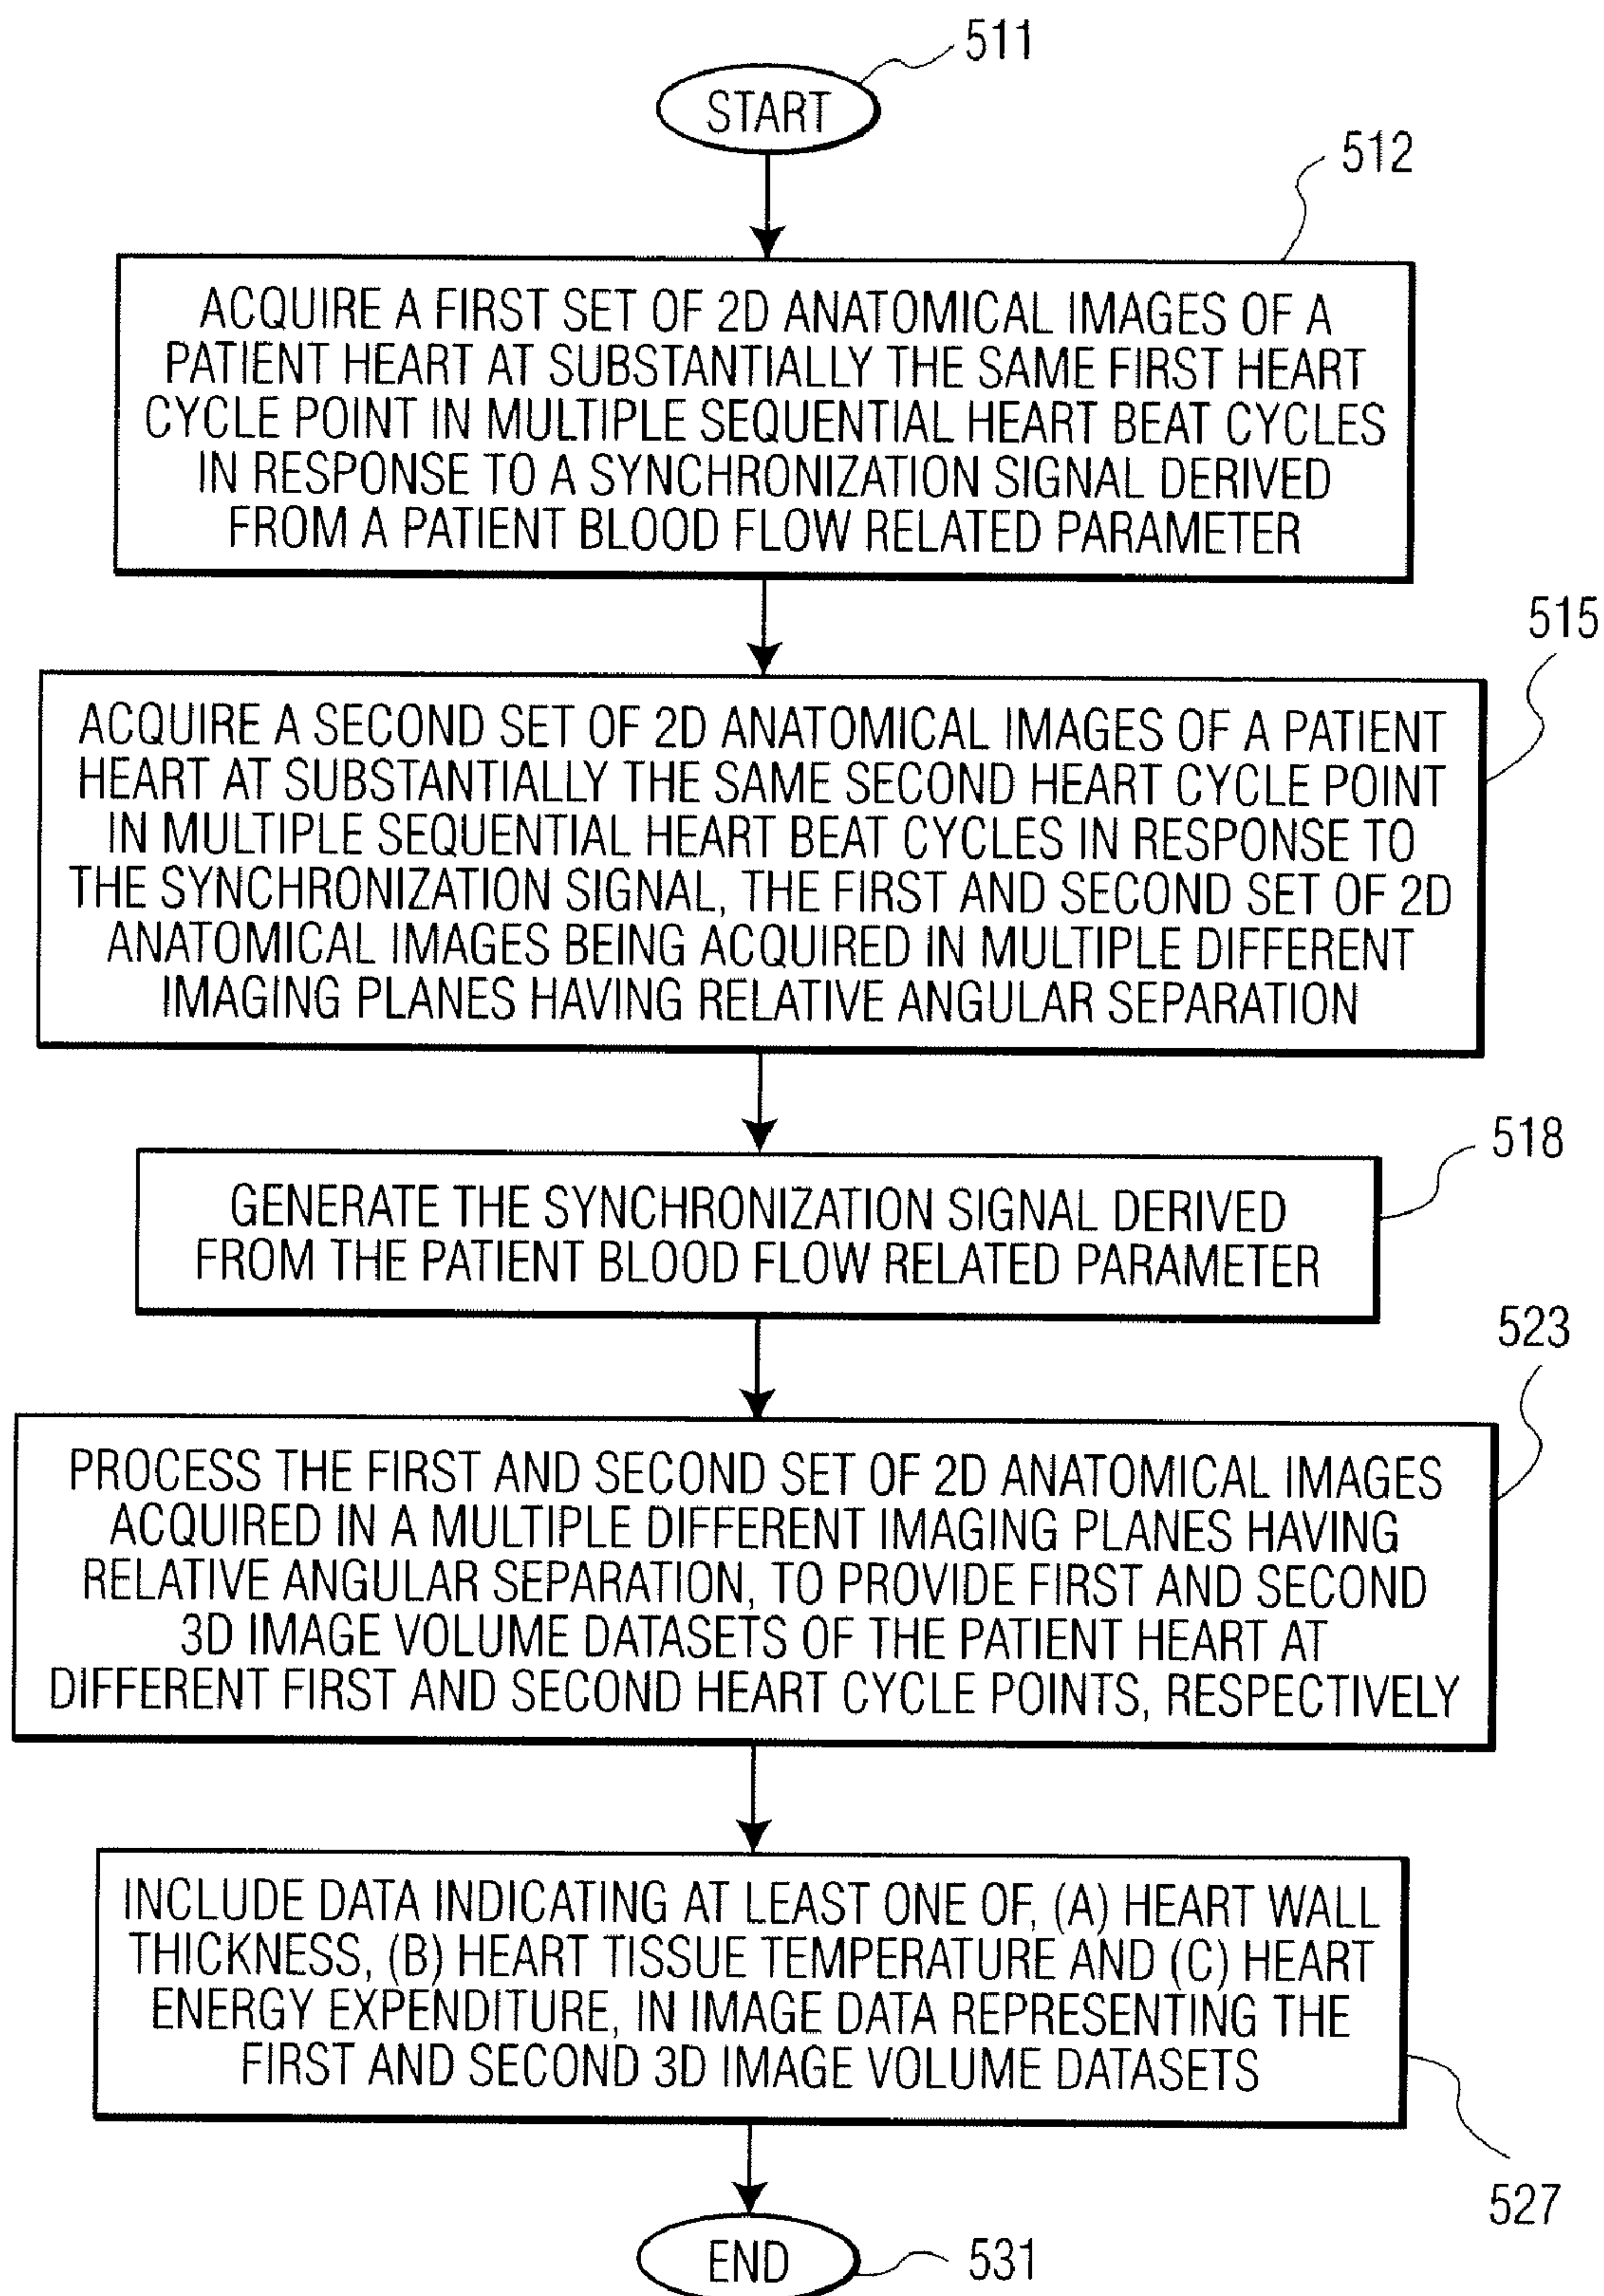 511
START
512
ACQUIRE A FIRST SET OF 2D ANATOMICAL IMAGES OF A
PATIENT HEART AT SUBSTANTIALLY THE SAME FIRST HEART
CYCLE POINT IN MULTIPLE SEQUENTIAL HEART BEAT CYCLES
IN RESPONSE TO A SYNCHRONIZATION SIGNAL DERIVED
FROM A PATIENT BLOOD FLOW RELATED PARAMETER
515
ACQUIRE A SECOND SET OF 2D ANATOMICAL IMAGES OF A PATIENT
HEART AT SUBSTANTIALLY THE SAME SECOND HEART CYCLE POINT
IN MULTIPLE SEQUENTIAL HEART BEAT CYCLES IN RESPONSE TO
THE SYNCHRONIZATION SIGNAL, THE FIRST AND SECOND SET OF 2D
ANATOMICAL IMAGES BEING ACQUIRED IN MULTIPLE DIFFERENT
IMAGING PLANES HAVING RELATIVE ANGULAR SEPARATION
518
GENERATE THE SYNCHRONIZATION SIGNAL DERIVED
FROM THE PATIENT BLOOD FLOW RELATED PARAMETER
523
PROCESS THE FIRST AND SECOND SET OF 2D ANATOMICAL IMAGES
ACQUIRED IN A MULTIPLE DIFFERENT IMAGING PLANES HAVING
RELATIVE ANGULAR SEPARATION, TO PROVIDE FIRST AND SECOND
3D IMAGE VOLUME DATASETS OF THE PATIENT HEART AT
DIFFERENT FIRST AND SECOND HEART CYCLE POINTS, RESPECTIVELY
INCLUDE DATA INDICATING AT LEAST ONE OF, (A) HEART WALL
THICKNESS, (B) HEART TISSUE TEMPERATURE AND (C) HEART
ENERGY EXPENDITURE, IN IMAGE DATA REPRESENTING THE
FIRST AND SECOND 3D IMAGE VOLUME DATASETS
527
END
531